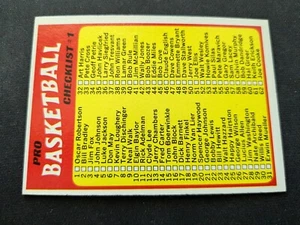 PRO
BASKETBALL
CHECKLIST #1
1 Oscar Robertson
2 Bill Bradley
3 Jim Fox
4 John Johnson
5 Luke Jackson
6 Don May
7 Kevin Loughery
8 Terry Dischinger
9 Neal Walk
10 Elgin Baylor
11 Rick Adelman
12 Clyde Lee
13 Jerry Chambers
14 Fred Carter
15 Tom Boerwinkle
16 John Block
17 Dick Barnett
18 Henry Finkel
19 Norm Van Lier
20 Spencer Haywood
21 George Johnson
22 Bobby Lewis
23 Bill Hewitt
24 Walt Hazzard
25 Happy Hairston
26 George Wilson
27 Lucius Allen
28 Jim Washington
29 Nate Archibald
30 Willis Reed
31 Erwin Mueller
32 Art Harris
33 Pete Cross
34 Geoff Petrie
35 John Havlicek
36 Larry Siegfried
37 John Tresvant
38 Ron Williams
39 Lamar Green
40 Bob Rule
41 Jim McMillian
42 Wally Jones
43 Bob Boozer
44 Eddie Miles
45 Bob Love
46 Claude English
47 Dave Cowens
48 Emmette Bryant
49 Dave Stallworth
50 Jerry West
51 Joe Ellis
52 Walt Wesley
53 Howie Komives
54 Paul Silas
55 Pete Maravich
56 Gary Gregor
57 Sam Lacey
58 Calvin Murphy
59 Bob Dandridge
60 Hal Greer
61 Keith Erickson
62 Joe Cooke